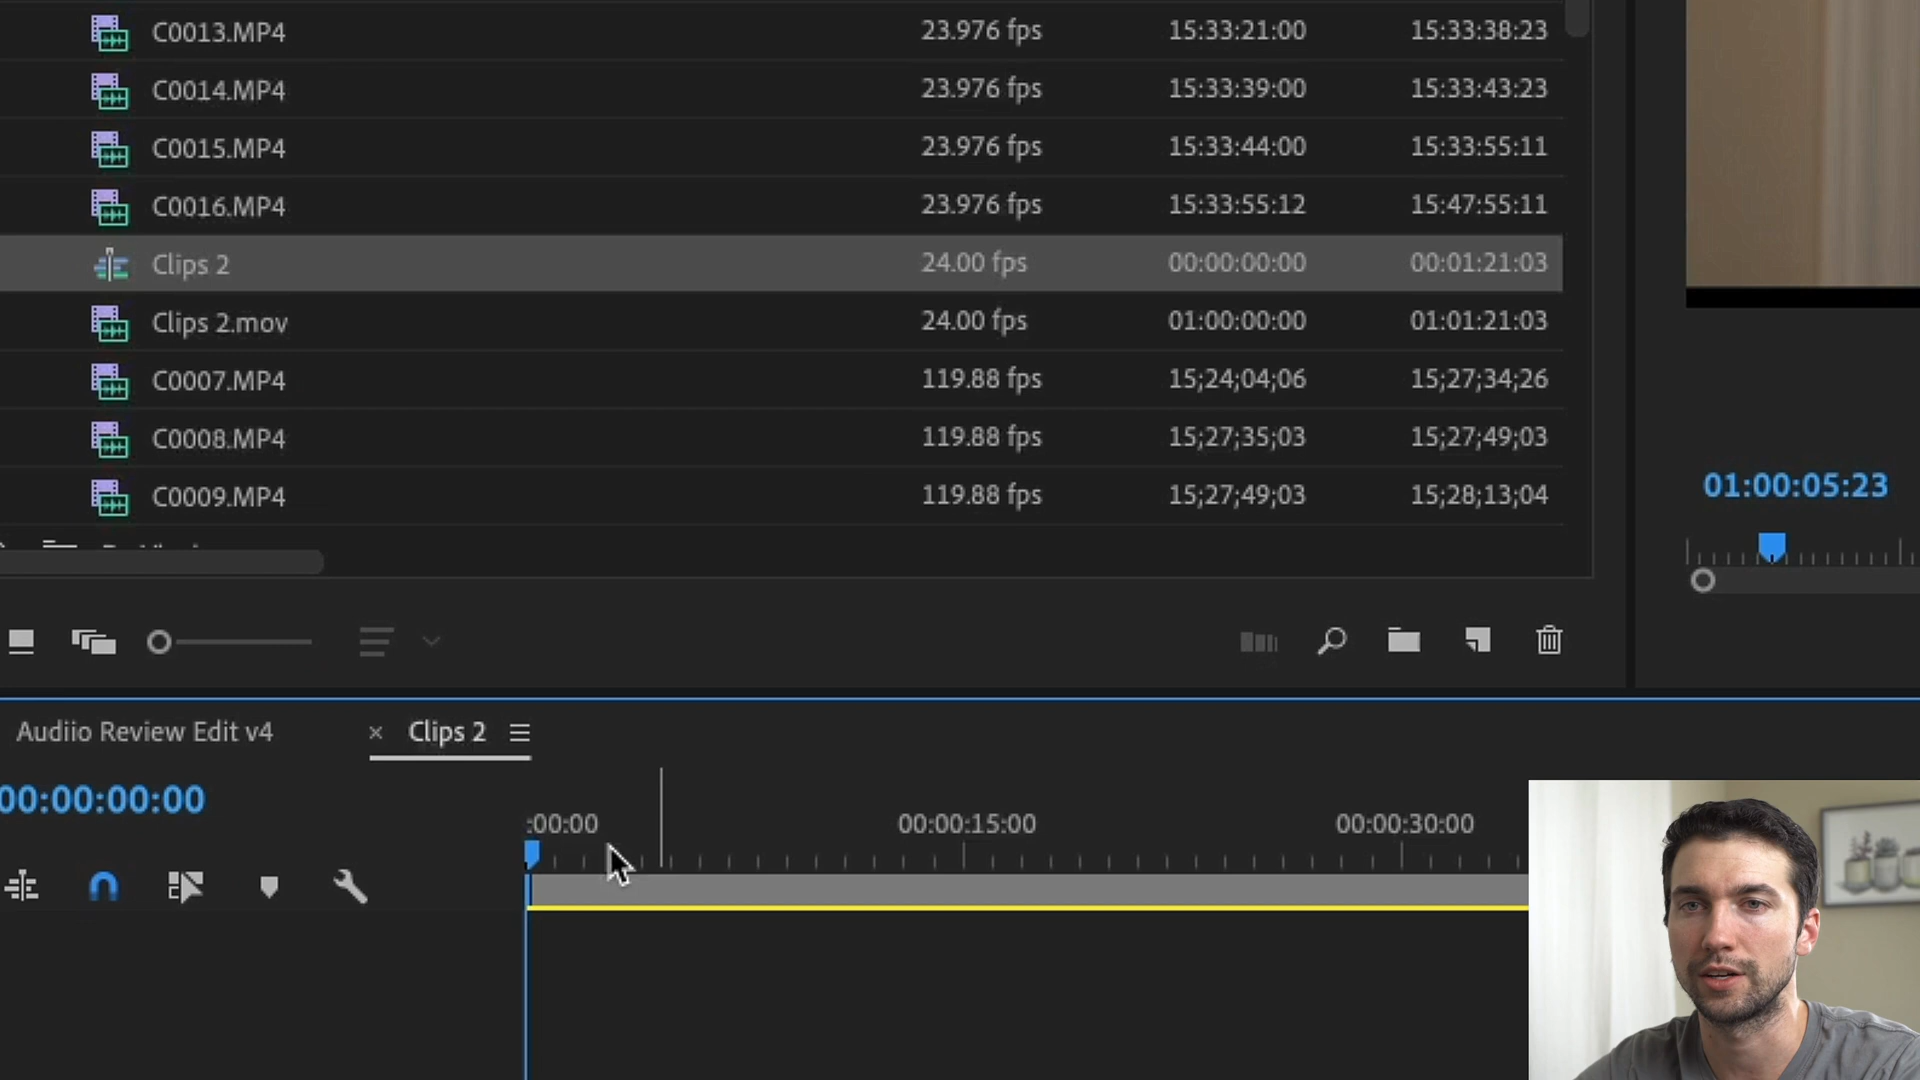 C0013.MP4 23.976 fps 15:33:21:00 15:33:38:23
C0014.MP4 23.976 fps 15:33:39:00 15:33:43:23
C0015.MP4 23.976 fps 15:33:44:00 15:33:55:11
C0016.MP4 23.976 fps 15:33:55:12 15:47:55:11
Clips 2 24.00 fps 00:00:00:00 00:01:21:03
Clips 2.mov 24.00 fps 01:00:00:00 01:01:21:03
C0007.MP4 119.88 fps 15;24;04;06 15;27;34;26
C0008.MP4 119.88 fps 15;27;35;03 15;27;49;03
C0009.MP4 119.88 fps 15;27;49;03 15;28;13;04
01:00:05:23
Audiio Review Edit v4 × Clips 2
00:00:00:00
:00:00 00:00:15:00 00:00:30:00